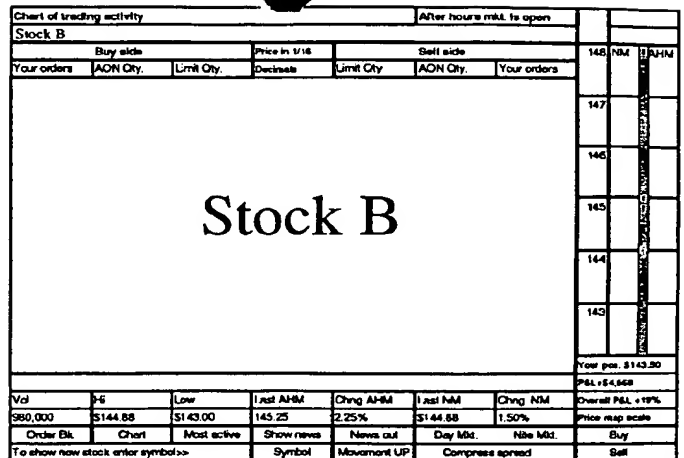 Chart of trading activity After hours mkt. is open
Stock B
Buy side Price in 1/16 Sell side
Your orders AON Qty. Limit Qty. Decimals Limit Qty AON Qty. Your orders
148 NM AHM
147
146
Stock B
145
144
143
Your pos. $143.50
P&L +$4,668
Vol Hi Low Last AHM Chng AHM Last NM Chng NM Overall P&L +19%
980,000 $144.88 $143.00 145.25 2.25% $144.88 1.50% Price map scale
Order Bk. Chart Most active Show news News out Day Mkt. Nite Mkt. Buy
To show new stock enter symbol>> Symbol Movement UP Compress spread Sell